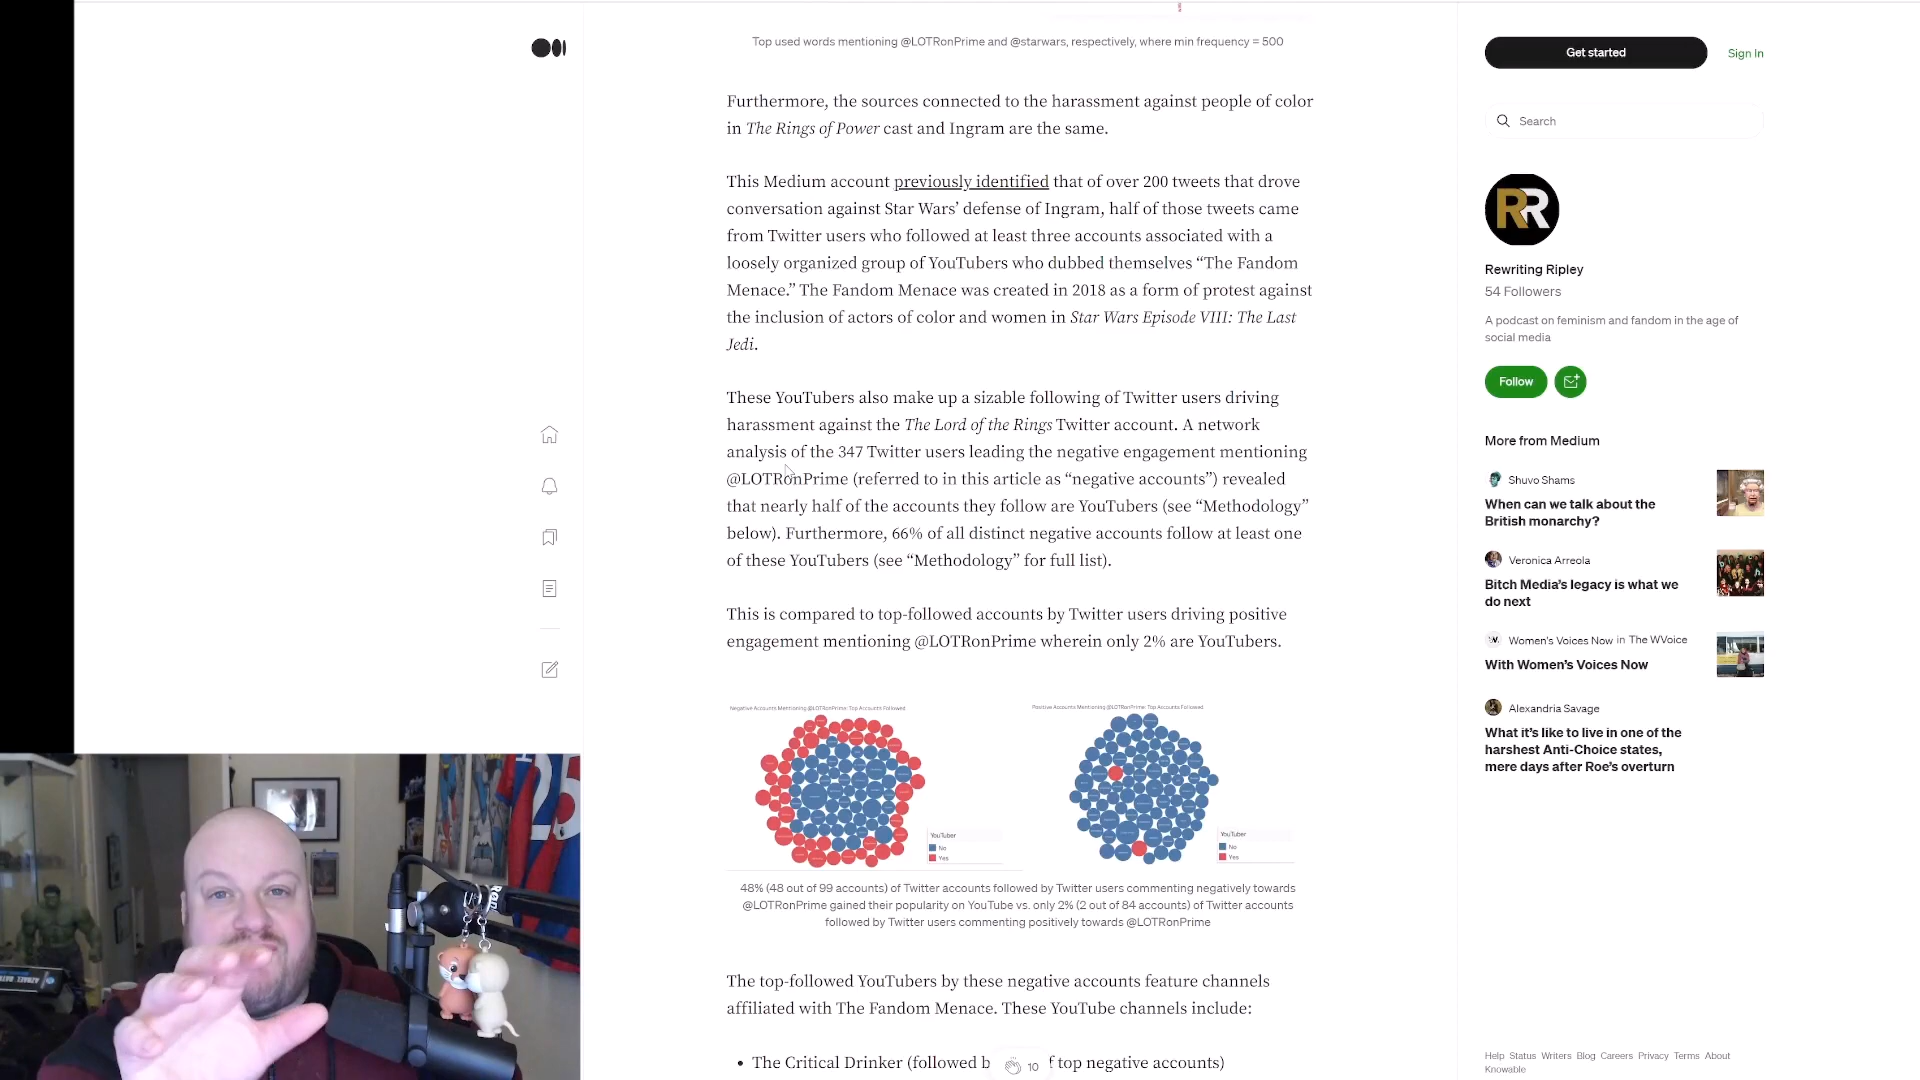 Top used words mentioning @LOTRonPrime and @starwars, respectively, where min frequency = 500
Furthermore, the sources connected to the harassment against people of color
in The Rings of Power cast and Ingram are the same.
This Medium account previously identified that of over 200 tweets that drove
conversation against Star Wars’ defense of Ingram, half of those tweets came
from Twitter users who followed at least three accounts associated with a
loosely organized group of YouTubers who dubbed themselves “The Fandom
Menace.” The Fandom Menace was created in 2018 as a form of protest against
the inclusion of actors of color and women in Star Wars Episode VIII: The Last
Jedi.
These YouTubers also make up a sizable following of Twitter users driving
harassment against the The Lord of the Rings Twitter account. A network
analysis of the 347 Twitter users leading the negative engagement mentioning
@LOTRonPrime (referred to in this article as “negative accounts”) revealed
that nearly half of the accounts they follow are YouTubers (see “Methodology”
below). Furthermore, 66% of all distinct negative accounts follow at least one
of these YouTubers (see “Methodology” for full list).
This is compared to top-followed accounts by Twitter users driving positive
engagement mentioning @LOTRonPrime wherein only 2% are YouTubers.
Negative Accounts Mentioning @LOTRonPrime: Top Accounts Followed
YouTuber
No
Yes
Positive Accounts Mentioning @LOTRonPrime: Top Accounts Followed
YouTuber
No
Yes
48% (48 out of 99 accounts) of Twitter accounts followed by Twitter users commenting negatively towards
@LOTRonPrime gained their popularity on YouTube vs. only 2% (2 out of 84 accounts) of Twitter accounts
followed by Twitter users commenting positively towards @LOTRonPrime
The top-followed YouTubers by these negative accounts feature channels
affiliated with The Fandom Menace. These YouTube channels include:
• The Critical Drinker (followed b f top negative accounts)
10
Get started
Sign In
Search
RR
Rewriting Ripley
54 Followers
A podcast on feminism and fandom in the age of
social media
Follow
More from Medium
Shuvo Shams
When can we talk about the
British monarchy?
Veronica Arreola
Bitch Media’s legacy is what we
do next
Women's Voices Now in The WVoice
With Women’s Voices Now
Alexandria Savage
What it’s like to live in one of the
harshest Anti-Choice states,
mere days after Roe’s overturn
Help Status Writers Blog Careers Privacy Terms About
Knowable